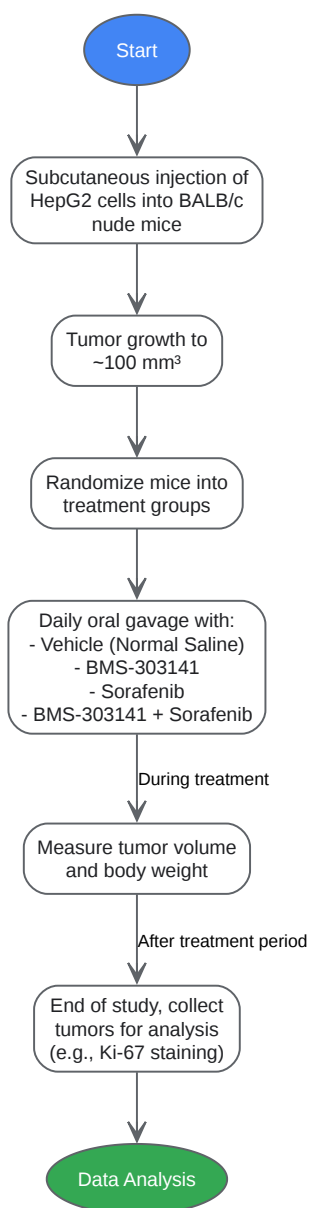 Start
Subcutaneous injection of
HepG2 cells into BALB/c
nude mice
Tumor growth to
~100 mm³
Randomize mice into
treatment groups
Daily oral gavage with:
- Vehicle (Normal Saline)
- BMS-303141
- Sorafenib
- BMS-303141 + Sorafenib
During treatment
Measure tumor volume
and body weight
After treatment period
End of study, collect
tumors for analysis
(e.g., Ki-67 staining)
Data Analysis